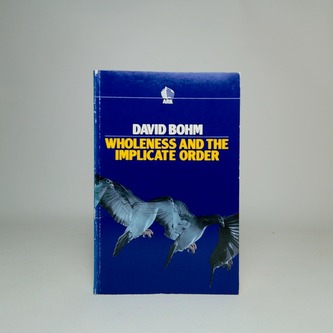 ARK
DAVID BOHM
WHOLENESS AND THE
IMPLICATE ORDER